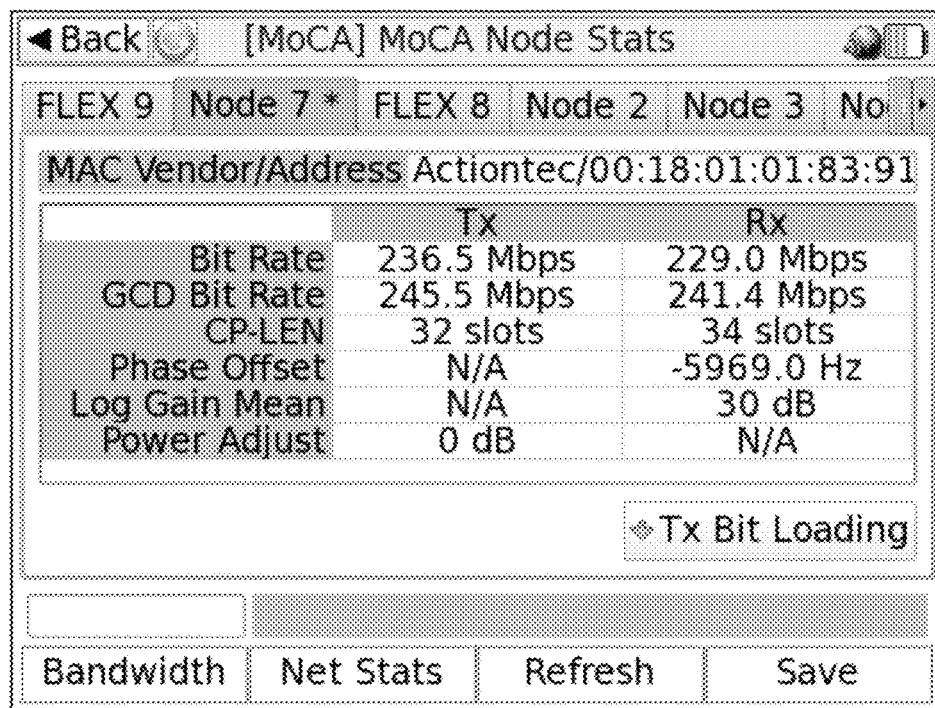 ◄ Back [MoCA] MoCA Node Stats
FLEX 9 Node 7 * FLEX 8 Node 2 Node 3 No
MAC Vendor/Address Actiontec/00:18:01:01:83:91
Tx Rx
Bit Rate 236.5 Mbps 229.0 Mbps
GCD Bit Rate 245.5 Mbps 241.4 Mbps
CP-LEN 32 slots 34 slots
Phase Offset N/A -5969.0 Hz
Log Gain Mean N/A 30 dB
Power Adjust 0 dB N/A
Tx Bit Loading
Bandwidth Net Stats Refresh Save